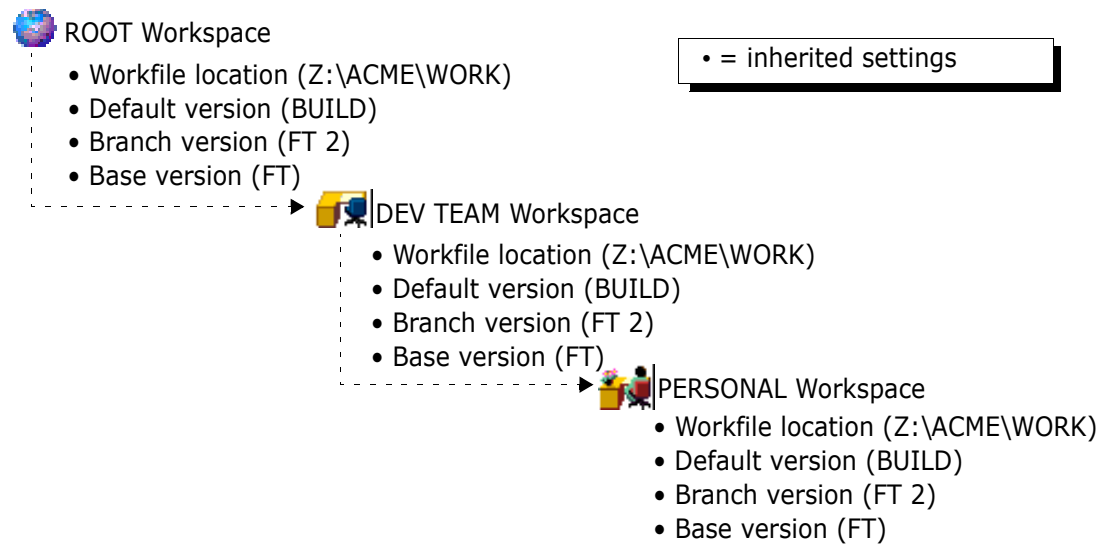 ROOT Workspace
• Workfile location (Z:\ACME\WORK)
• Default version (BUILD)
• Branch version (FT 2)
• Base version (FT)
• = inherited settings
DEV TEAM Workspace
• Workfile location (Z:\ACME\WORK)
• Default version (BUILD)
• Branch version (FT 2)
• Base version (FT)
PERSONAL Workspace
• Workfile location (Z:\ACME\WORK)
• Default version (BUILD)
• Branch version (FT 2)
• Base version (FT)